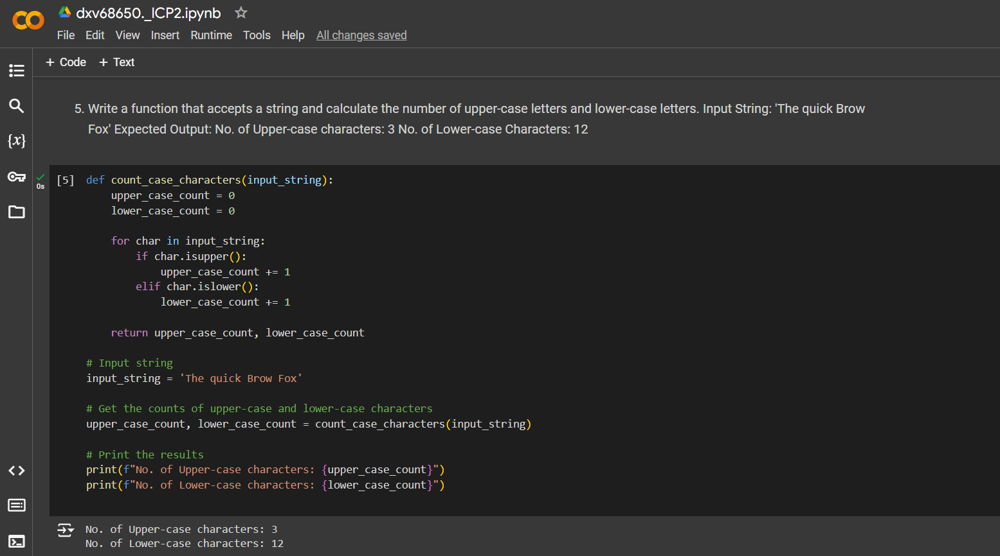 dxv68650._ICP2.ipynb
File Edit View Insert Runtime Tools Help All changes saved
+ Code + Text
5. Write a function that accepts a string and calculate the number of upper-case letters and lower-case letters. Input String: 'The quick Brow
Fox' Expected Output: No. of Upper-case characters: 3 No. of Lower-case Characters: 12
{x}
0s
[5] def count_case_characters(input_string):
    upper_case_count = 0
    lower_case_count = 0
    for char in input_string:
        if char.isupper():
            upper_case_count += 1
        elif char.islower():
            lower_case_count += 1
    return upper_case_count, lower_case_count
# Input string
input_string = 'The quick Brow Fox'
# Get the counts of upper-case and lower-case characters
upper_case_count, lower_case_count = count_case_characters(input_string)
# Print the results
print(f"No. of Upper-case characters: {upper_case_count}")
print(f"No. of Lower-case characters: {lower_case_count}")
No. of Upper-case characters: 3
No. of Lower-case characters: 12